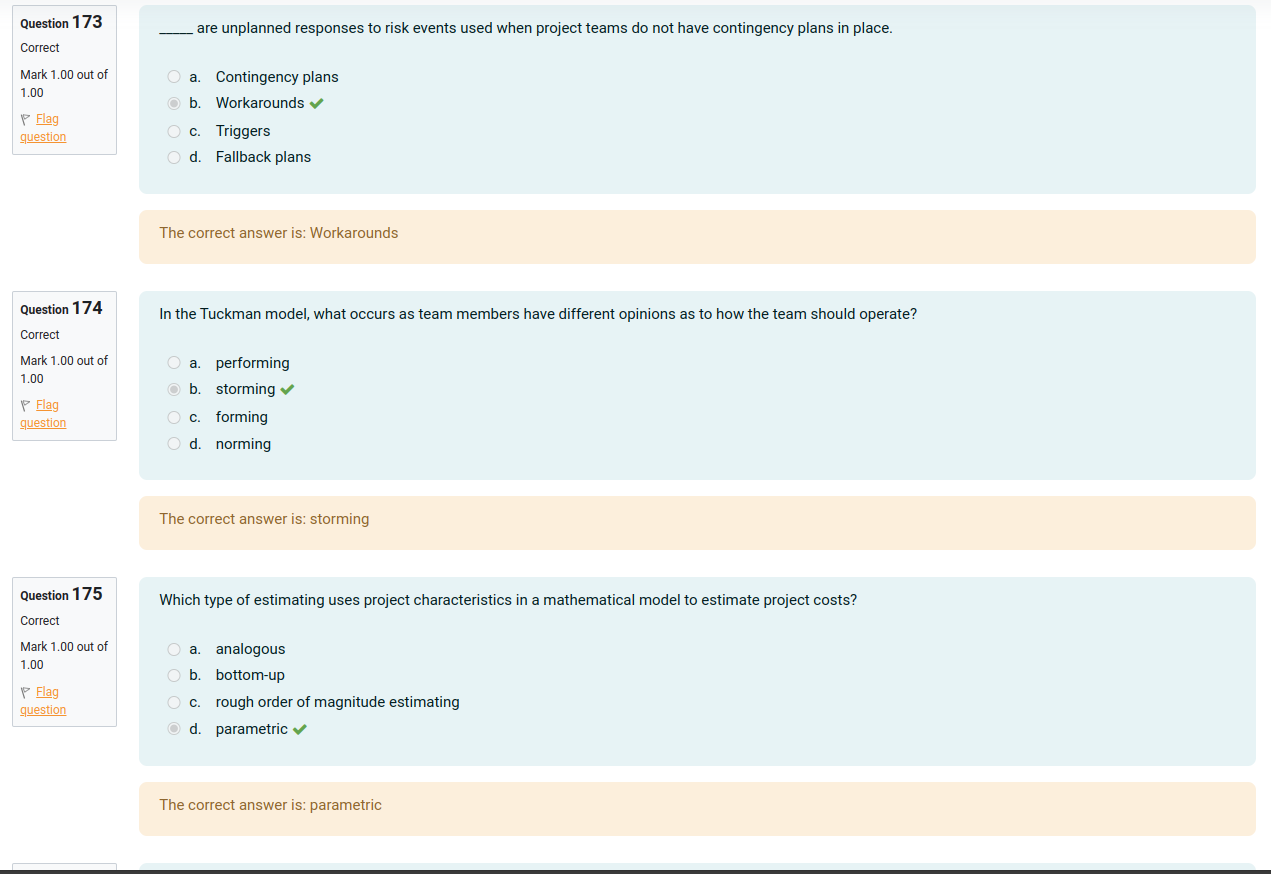 Question 173
Correct
Mark 1.00 out of
1.00
Flag
question
_____ are unplanned responses to risk events used when project teams do not have contingency plans in place.
a. Contingency plans
b. Workarounds
c. Triggers
d. Fallback plans
The correct answer is: Workarounds
Question 174
Correct
Mark 1.00 out of
1.00
Flag
question
In the Tuckman model, what occurs as team members have different opinions as to how the team should operate?
a. performing
b. storming
c. forming
d. norming
The correct answer is: storming
Question 175
Correct
Mark 1.00 out of
1.00
Flag
question
Which type of estimating uses project characteristics in a mathematical model to estimate project costs?
a. analogous
b. bottom-up
c. rough order of magnitude estimating
d. parametric
The correct answer is: parametric